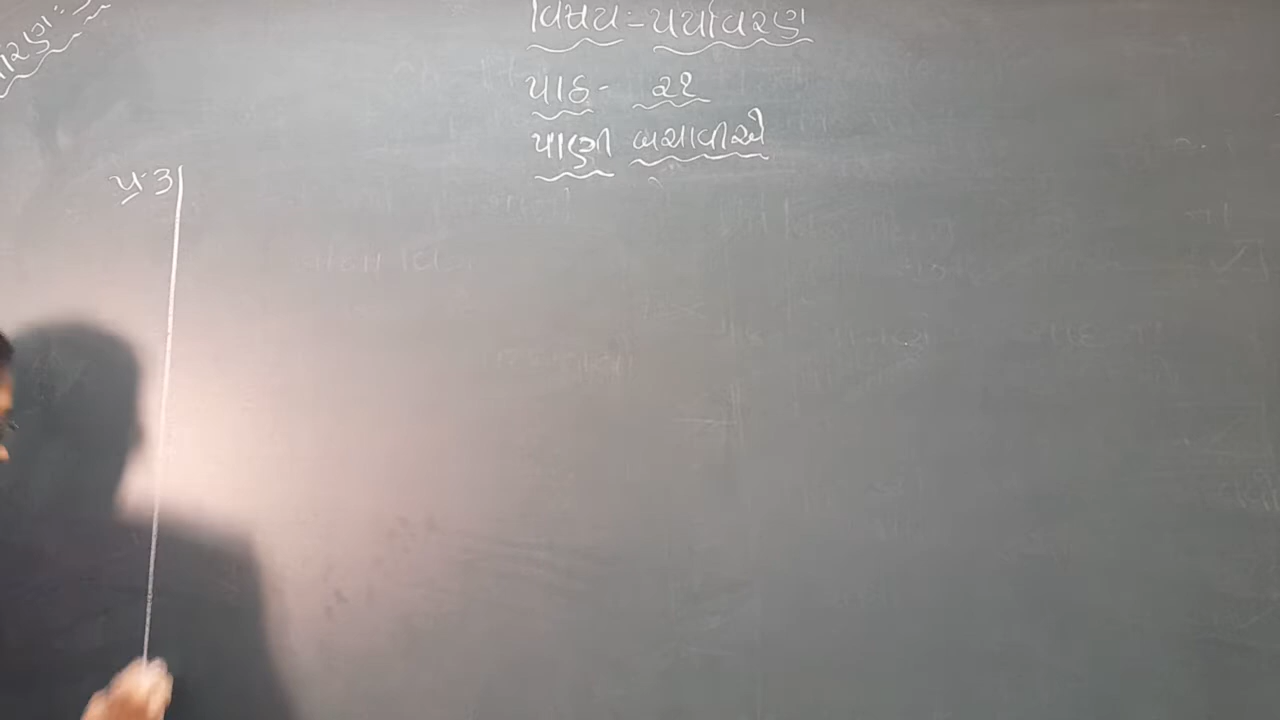 વિષય:- પર્યાવરણ
પાઠ- ૨૧
પાણી બચાવીએ
પ્ર.૩